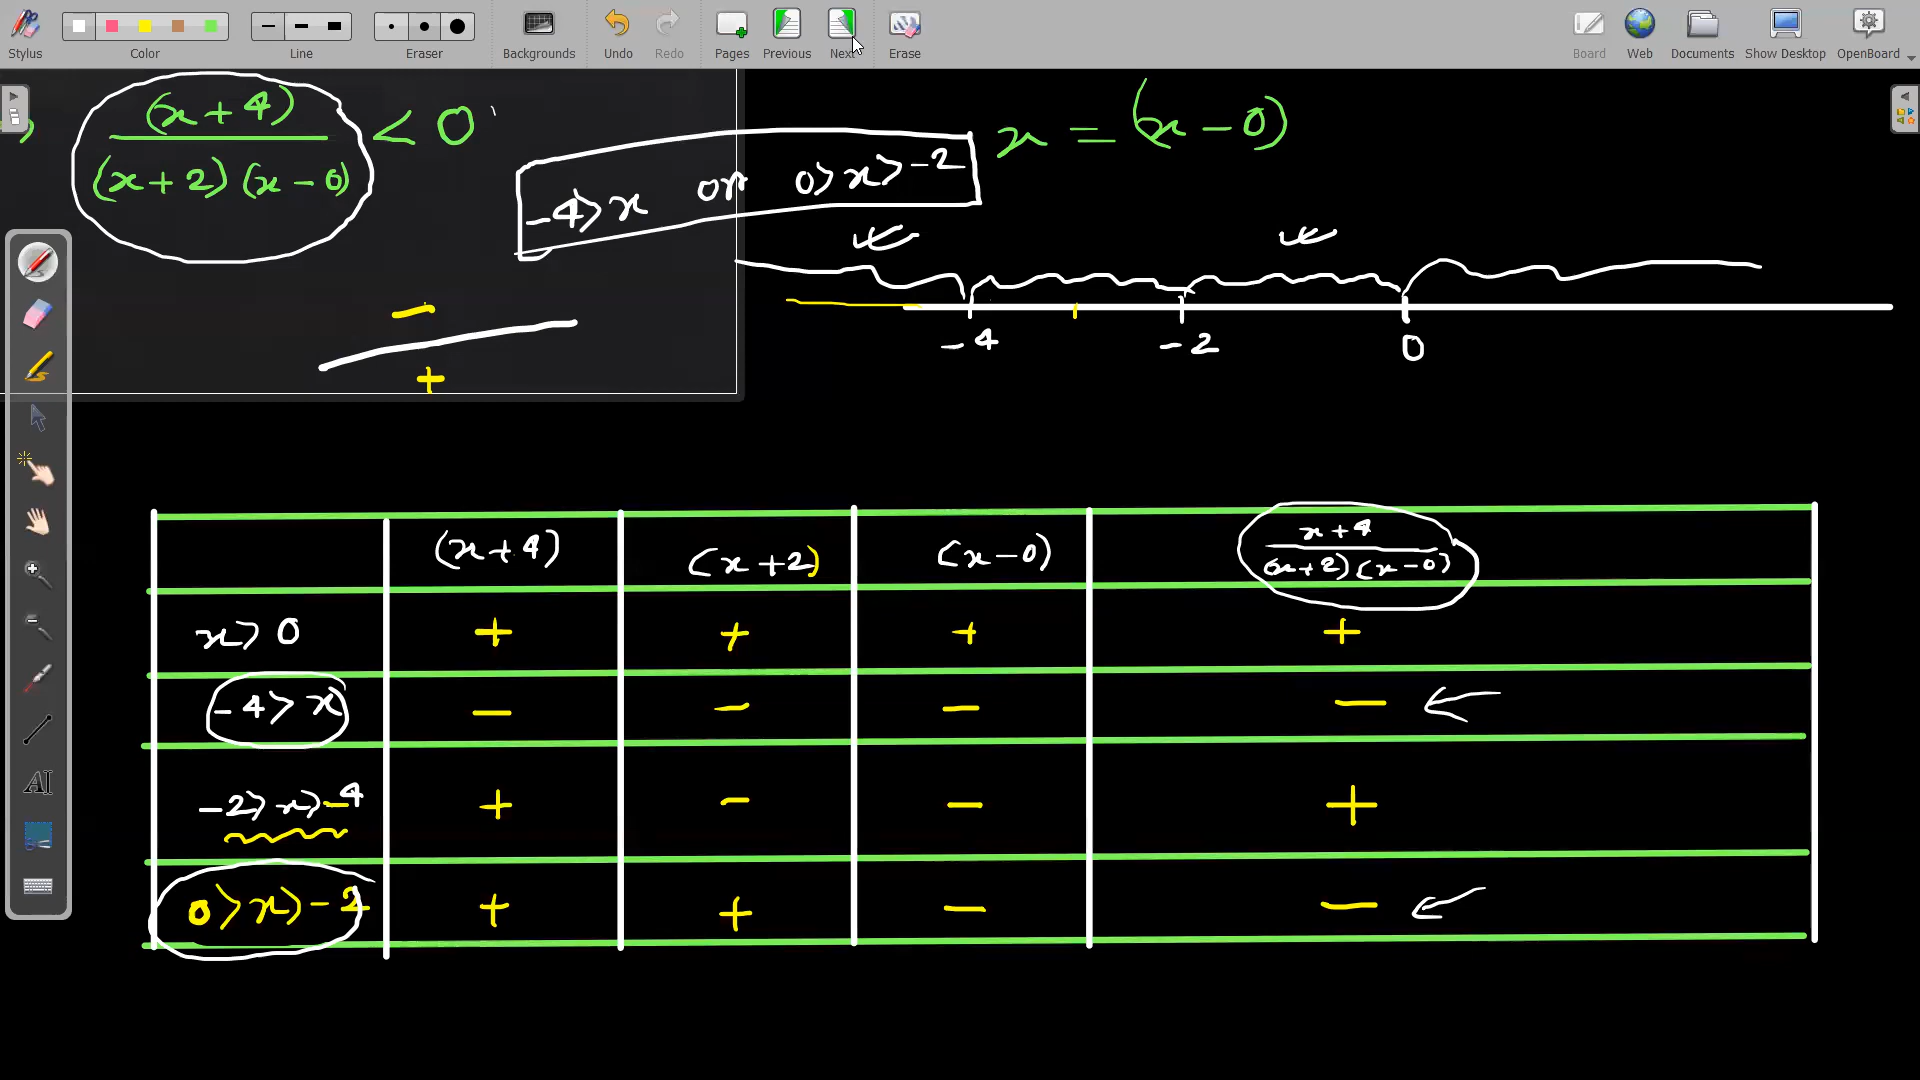 Stylus Color Line Eraser Backgrounds Undo Redo Pages Previous Next Erase Board Web Documents Show Desktop OpenBoard
(x+4)/(x+2)(x-0) < 0
x = (x-0)
-4>x or 0>x>-2
-4 -2 0
-
+
(x+4) (x+2) (x-0) x+4/(x+2)(x-0)
x>0 + + + +
-4>x - - - -
-2>x>-4 + - - +
0>x>-2 + + - -